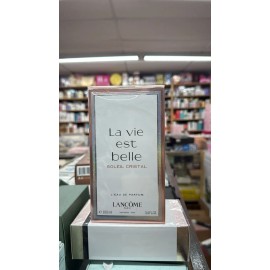 La vie
est
belle
SOLEIL CRISTAL
L'EAU DE PARFUM
LANCÔME